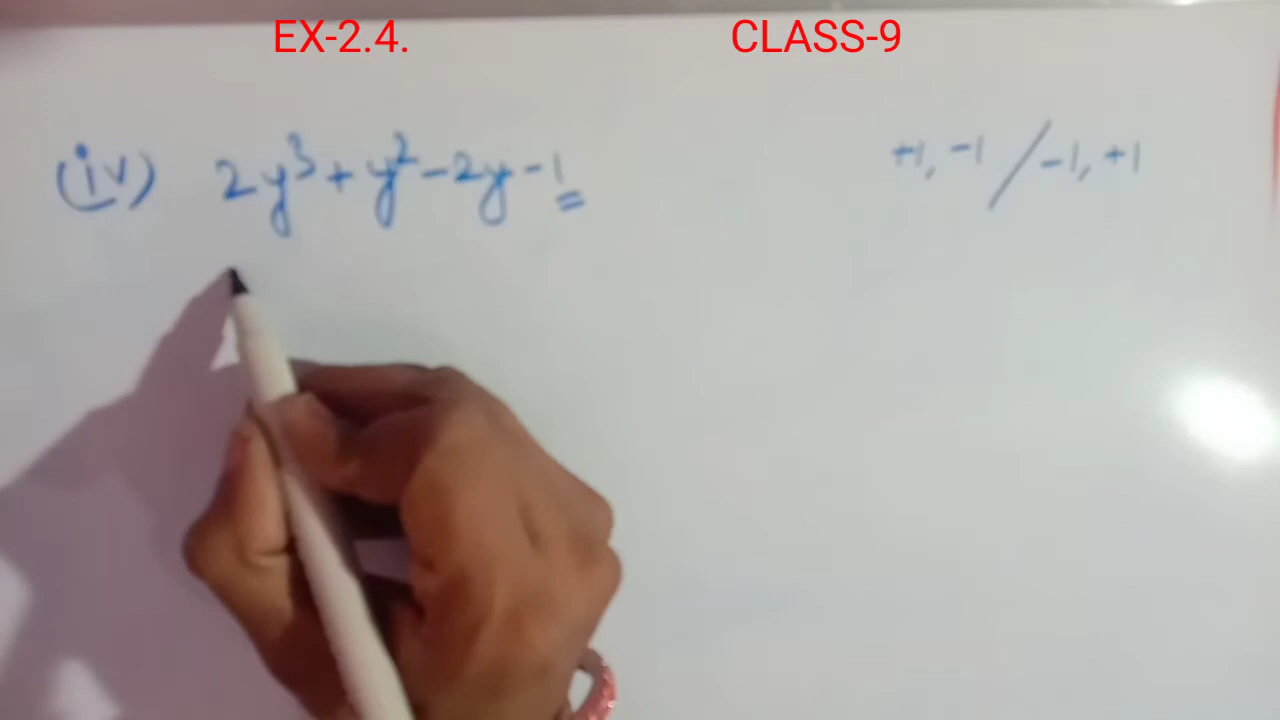 EX-2.4. CLASS-9
(iv) 2y³+y²-2y-1 +1, -1 / -1, +1